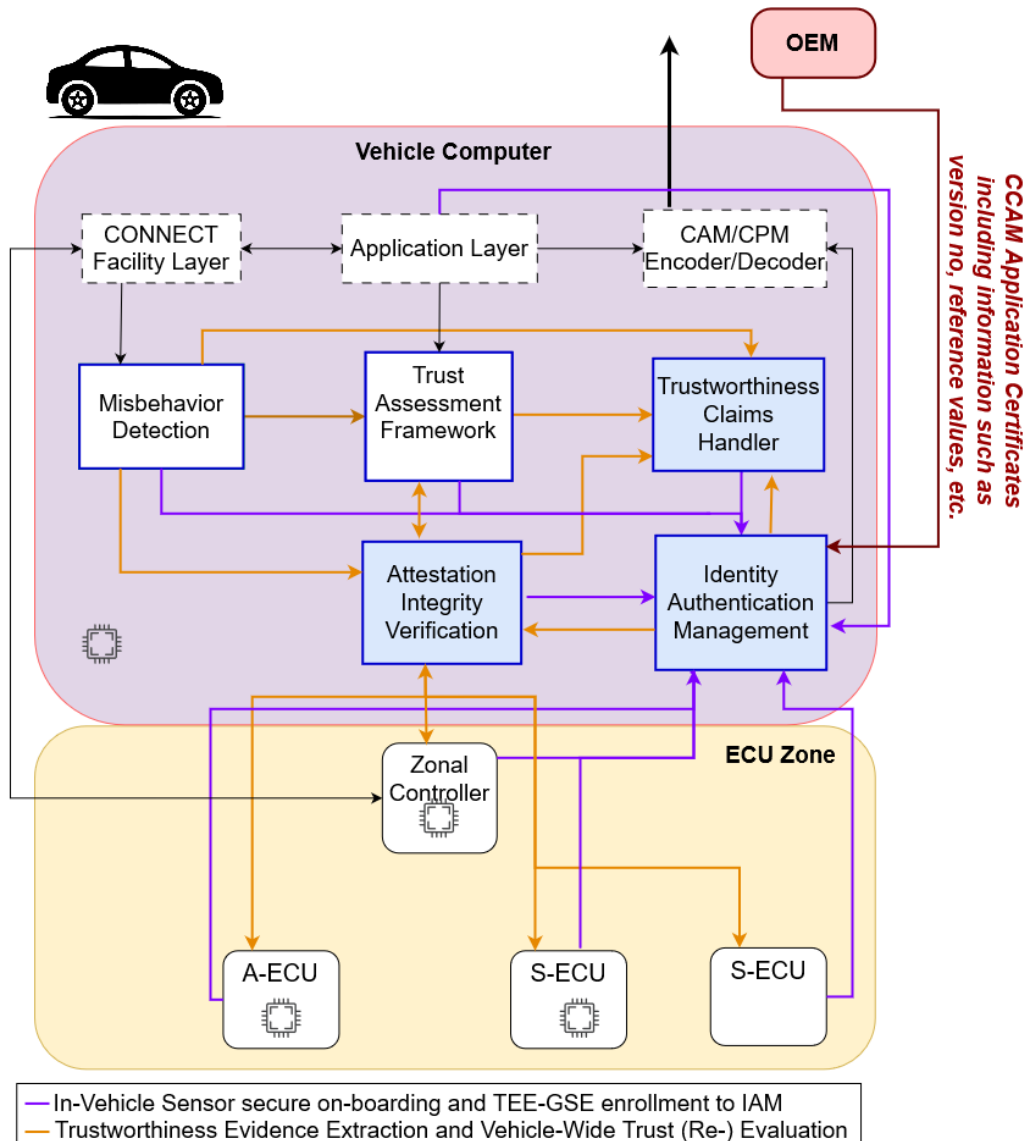 OEM
Vehicle Computer
CONNECT
Facility Layer
Application Layer
CAM/CPM
Encoder/Decoder
CCAM Application Certificates
including information such as
version no, reference values, etc.
Misbehavior
Detection
Trust
Assessment
Framework
Trustworthiness
Claims
Handler
Attestation
Integrity
Verification
Identity
Authentication
Management
ECU Zone
Zonal
Controller
A-ECU
S-ECU
S-ECU
In-Vehicle Sensor secure on-boarding and TEE-GSE enrollment to IAM
Trustworthiness Evidence Extraction and Vehicle-Wide Trust (Re-) Evaluation